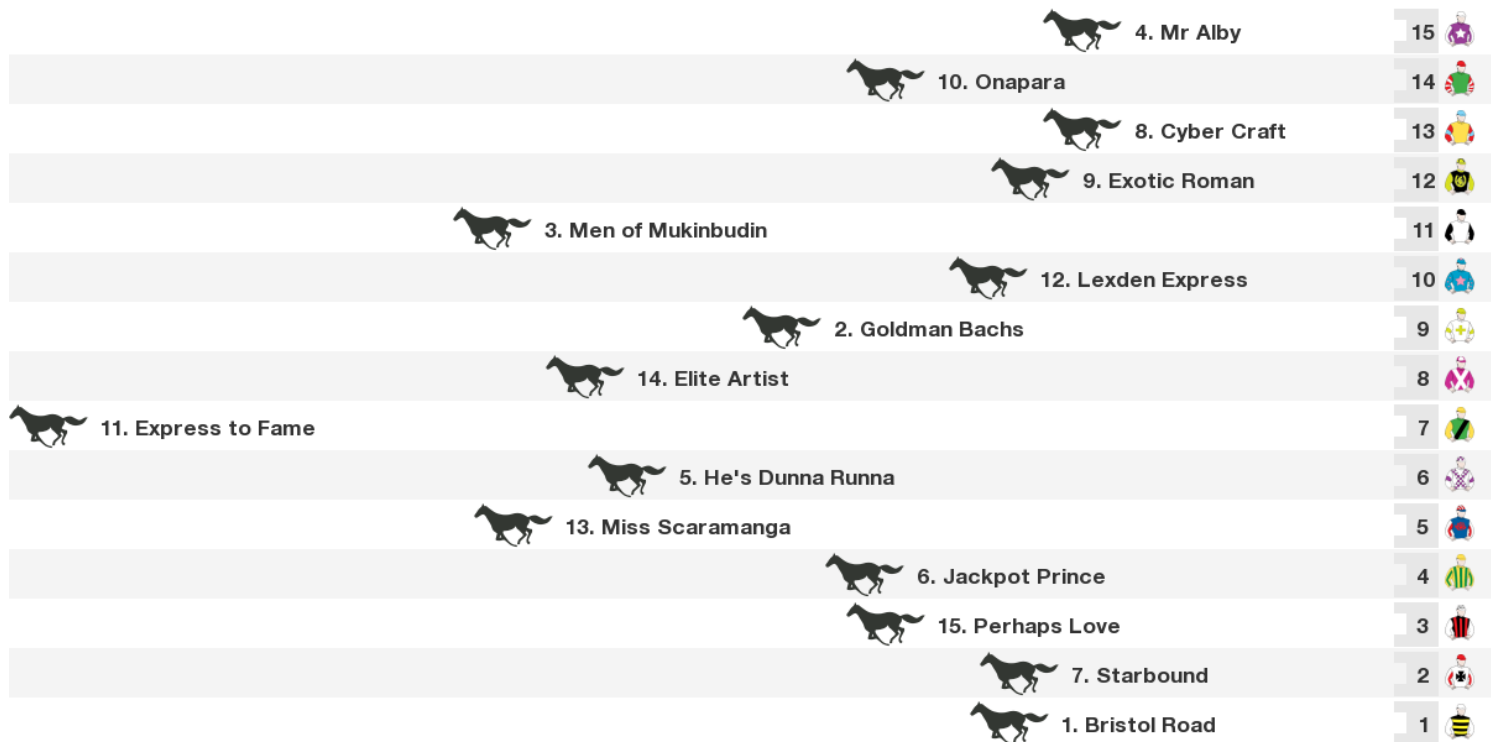 4. Mr Alby 15
10. Onapara 14
8. Cyber Craft 13
9. Exotic Roman 12
3. Men of Mukinbudin 11
12. Lexden Express 10
2. Goldman Bachs 9
14. Elite Artist 8
11. Express to Fame 7
5. He's Dunna Runna 6
13. Miss Scaramanga 5
6. Jackpot Prince 4
15. Perhaps Love 3
7. Starbound 2
1. Bristol Road 1